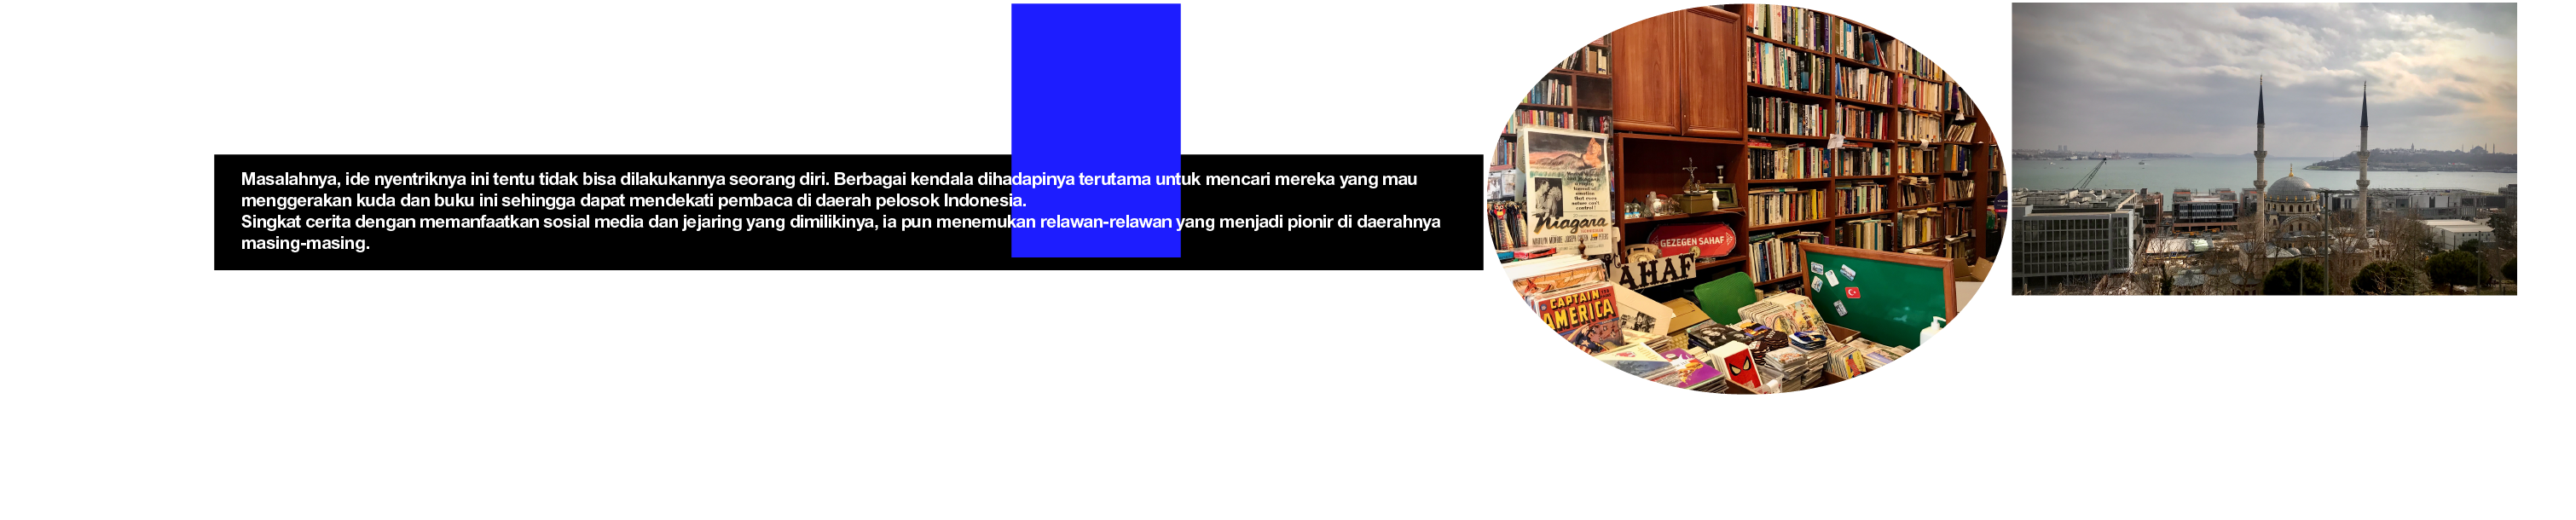 Masalahnya, ide nyentriknya ini tentu tidak bisa dilakukannya seorang diri. Berbagai kendala dihadapinya terutama untuk mencari mereka yang mau
menggerakan kuda dan buku ini sehingga dapat mendekati pembaca di daerah pelosok Indonesia.
Singkat cerita dengan memanfaatkan sosial media dan jejaring yang dimilikinya, ia pun menemukan relawan-relawan yang menjadi pionir di daerahnya
masing-masing.
Niagara
GEZEGEN SAHAF
SAHAF
CAPTAIN
AMERICA